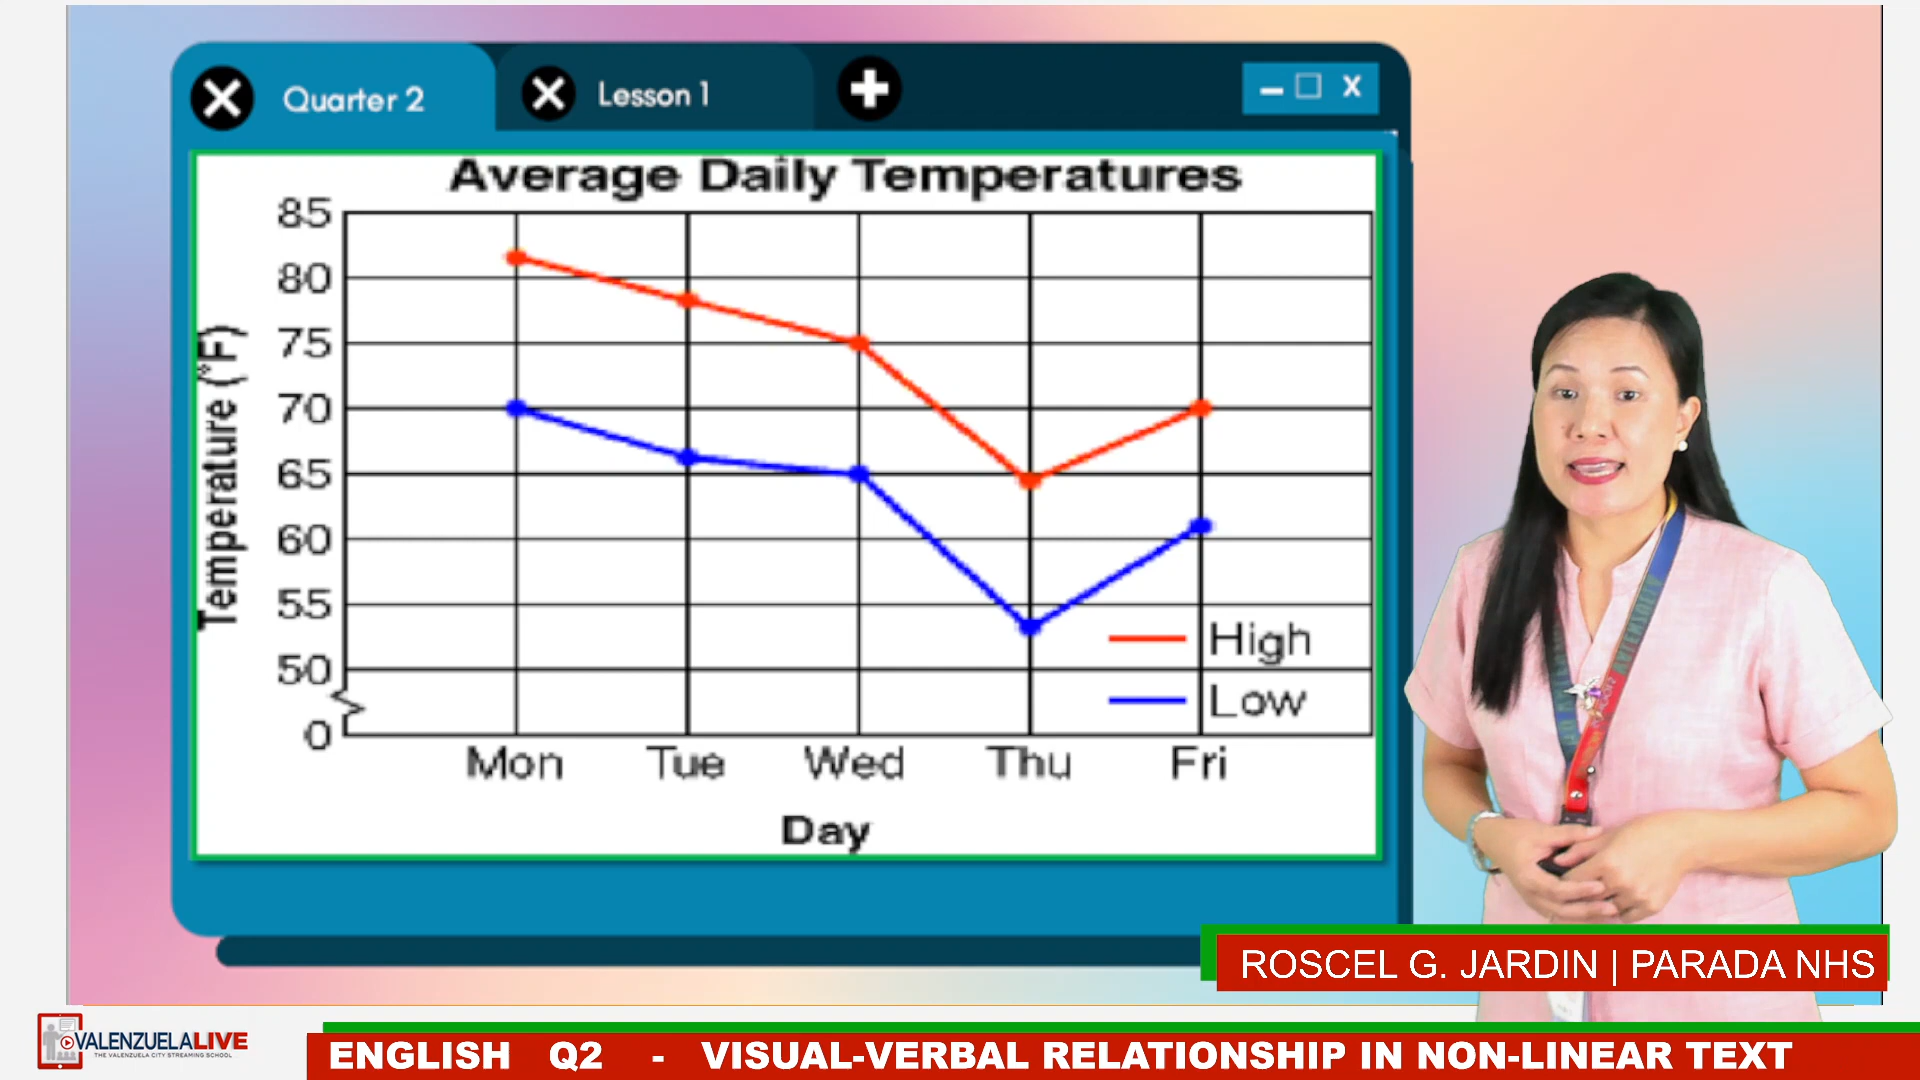 Quarter 2
Lesson 1
Average Daily Temperatures
85
80
75
70
65
60
55
50
0
Temperature (°F)
High
Low
Mon Tue Wed Thu Fri
Day
ROSCEL G. JARDIN | PARADA NHS
VALENZUELALIVE
THE VALENZUELA CITY STREAMING SCHOOL
ENGLISH Q2 - VISUAL-VERBAL RELATIONSHIP IN NON-LINEAR TEXT